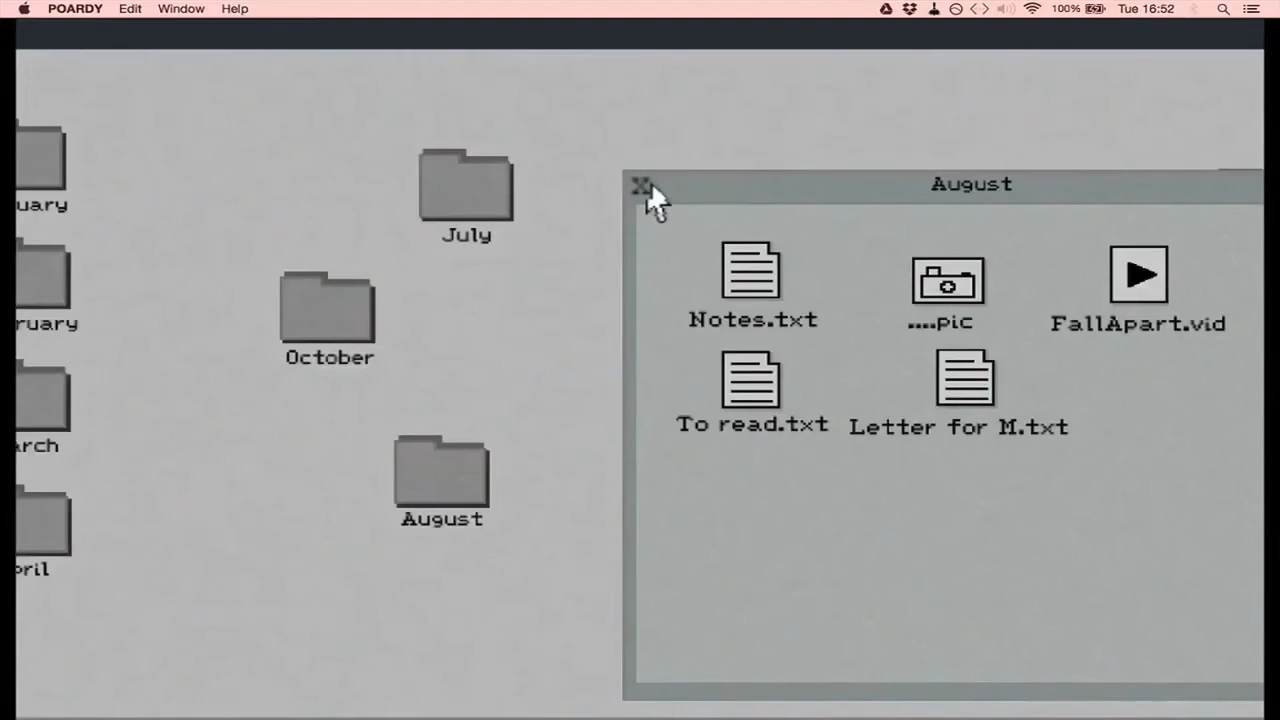 POARDY Edit Window Help 100% Tue 16:52
uary
ruary
arch
pril
July
October
August
X August
Notes.txt ....pic FallApart.vid
To read.txt Letter for M.txt